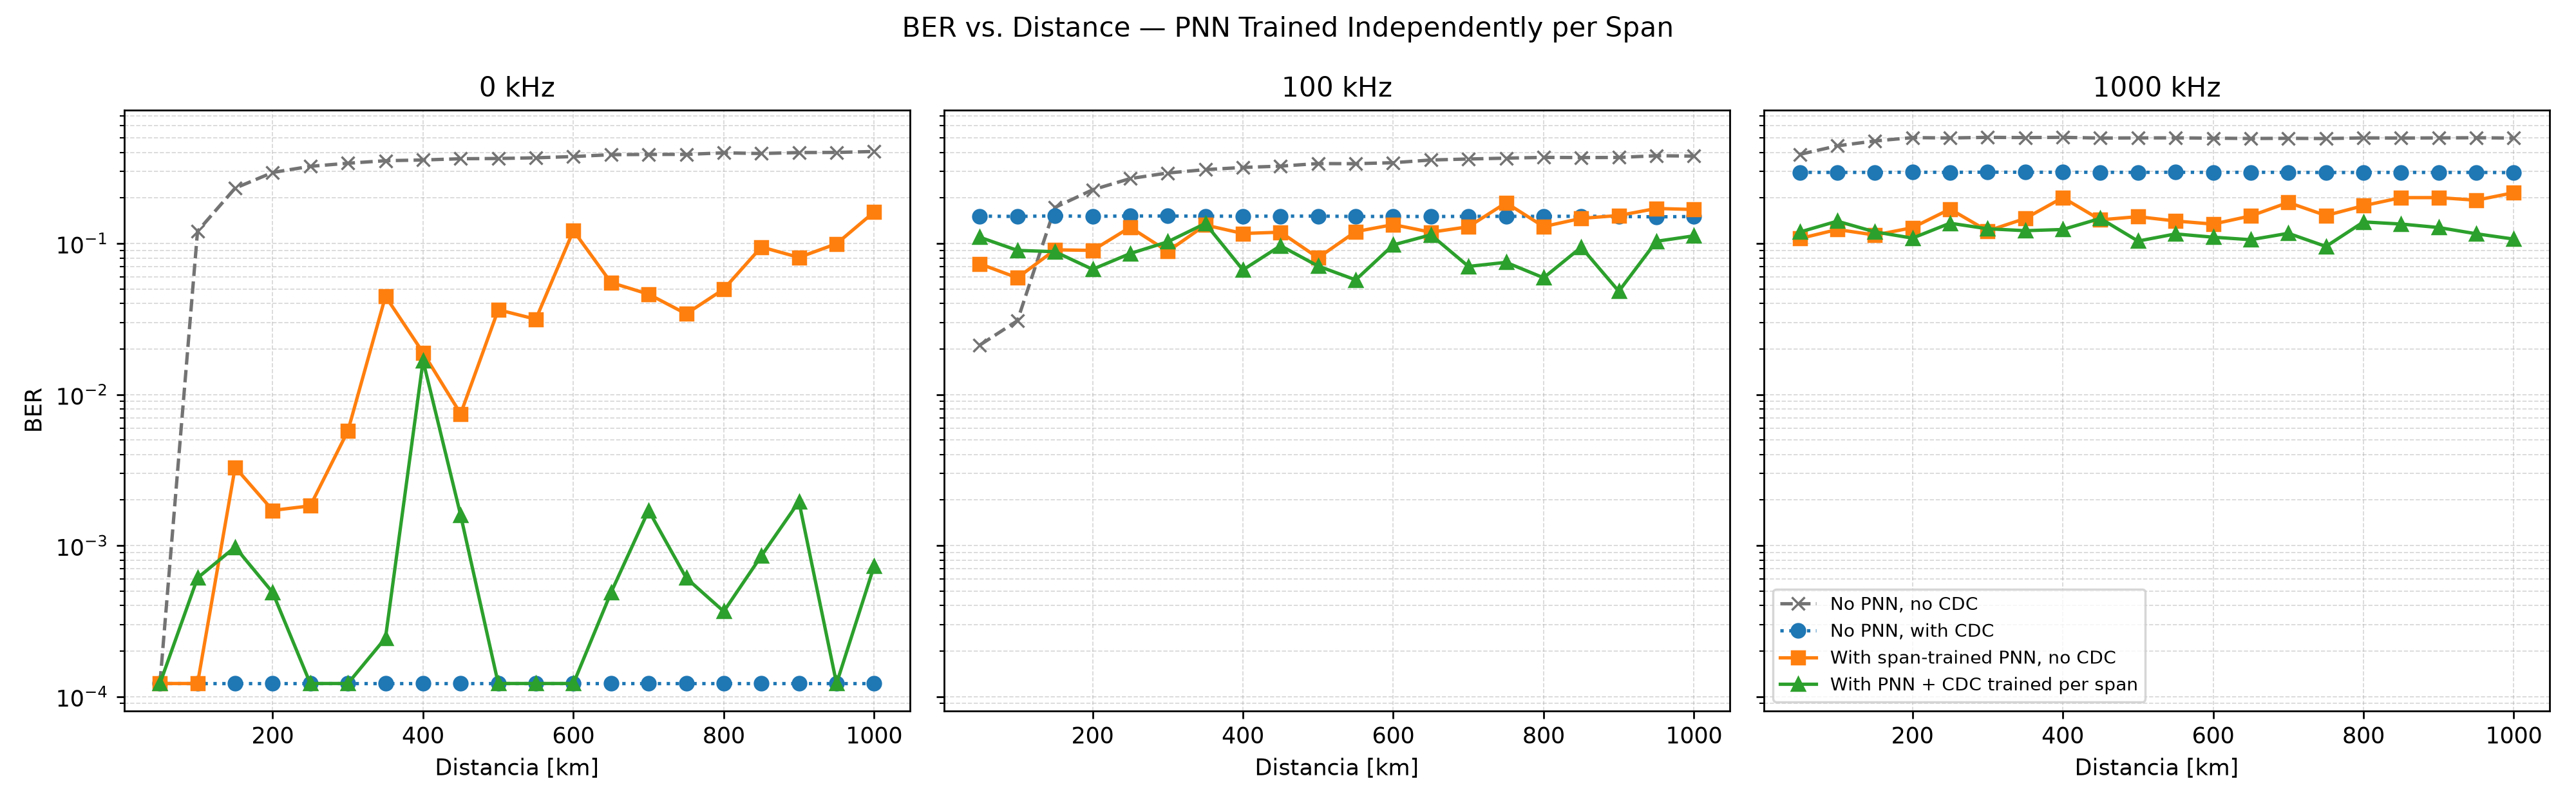 BER vs. Distance — PNN Trained Independently per Span
0 kHz
100 kHz
1000 kHz
BER
10⁻¹
10⁻²
10⁻³
10⁻⁴
200 400 600 800 1000
200 400 600 800 1000
200 400 600 800 1000
Distancia [km]
Distancia [km]
Distancia [km]
No PNN, no CDC
No PNN, with CDC
With span-trained PNN, no CDC
With PNN + CDC trained per span